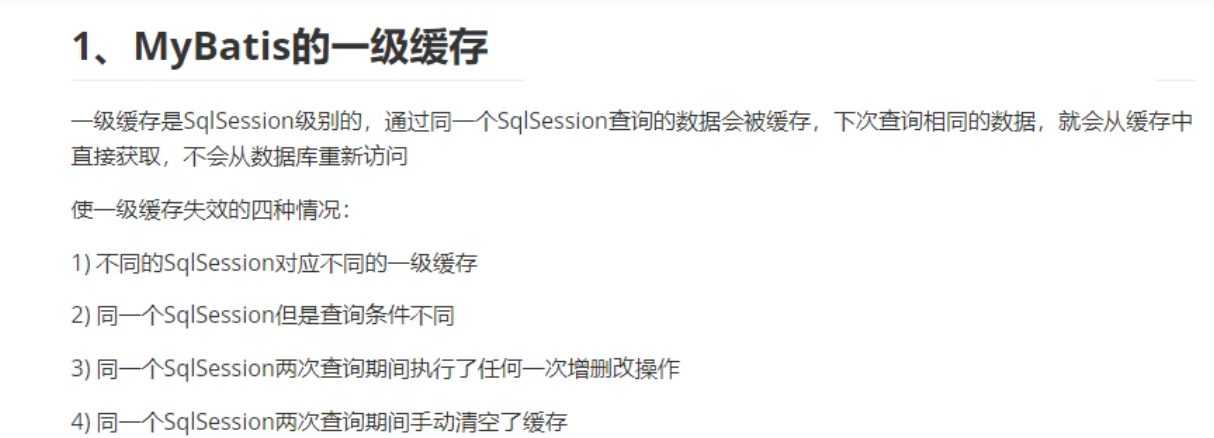 1、MyBatis的一级缓存
一级缓存是SqlSession级别的，通过同一个SqlSession查询的数据会被缓存，下次查询相同的数据，就会从缓存中
直接获取，不会从数据库重新访问
使一级缓存失效的四种情况：
1) 不同的SqlSession对应不同的一级缓存
2) 同一个SqlSession但是查询条件不同
3) 同一个SqlSession两次查询期间执行了任何一次增删改操作
4) 同一个SqlSession两次查询期间手动清空了缓存